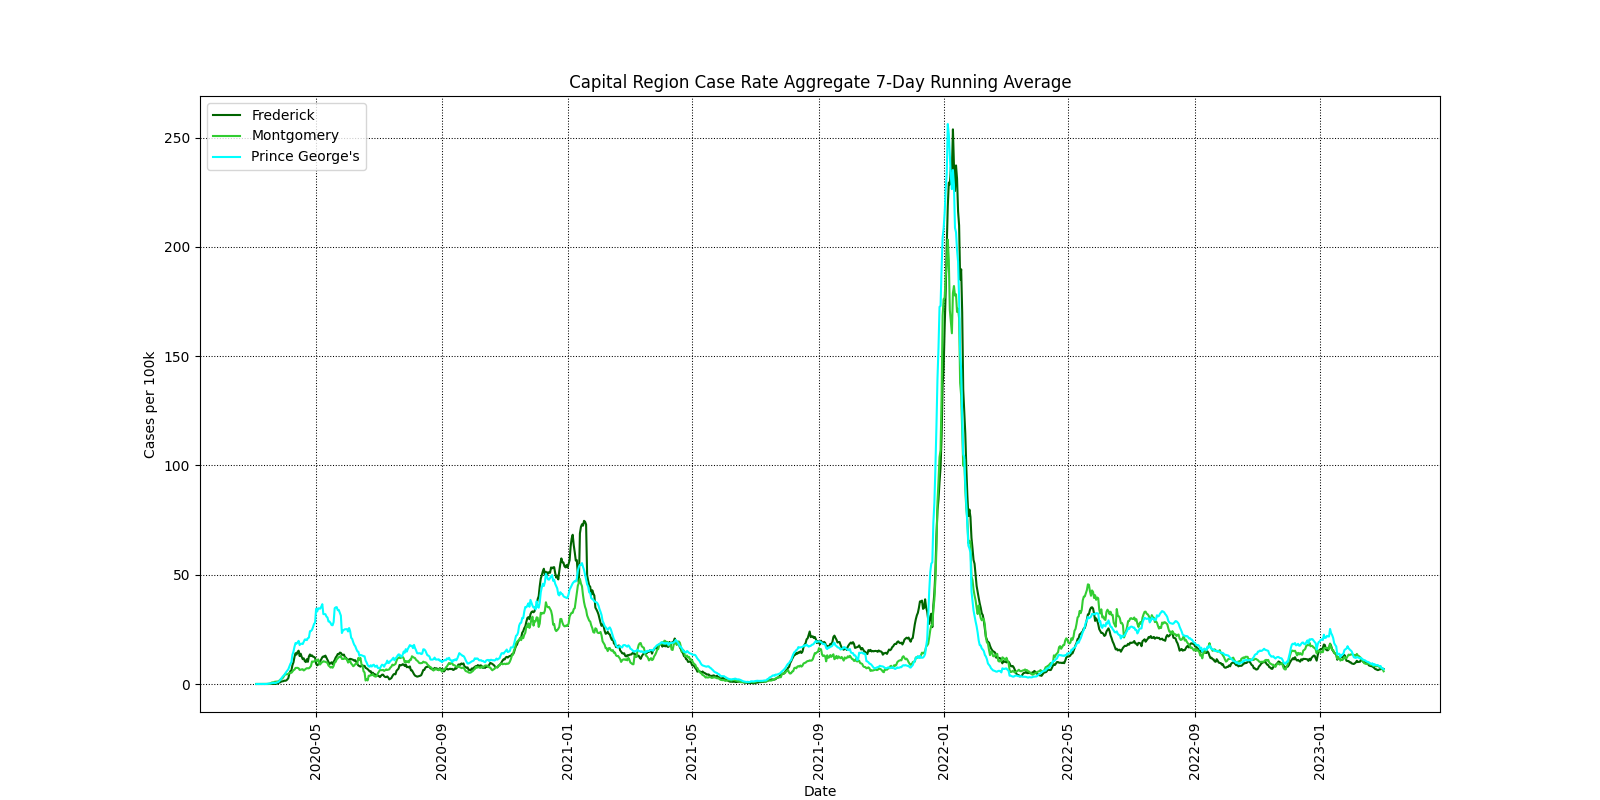 Capital Region Case Rate Aggregate 7-Day Running Average
Frederick
Montgomery
Prince George's
Cases per 100k
250
200
150
100
50
0
2020-05
2020-09
2021-01
2021-05
2021-09
2022-01
2022-05
2022-09
2023-01
Date